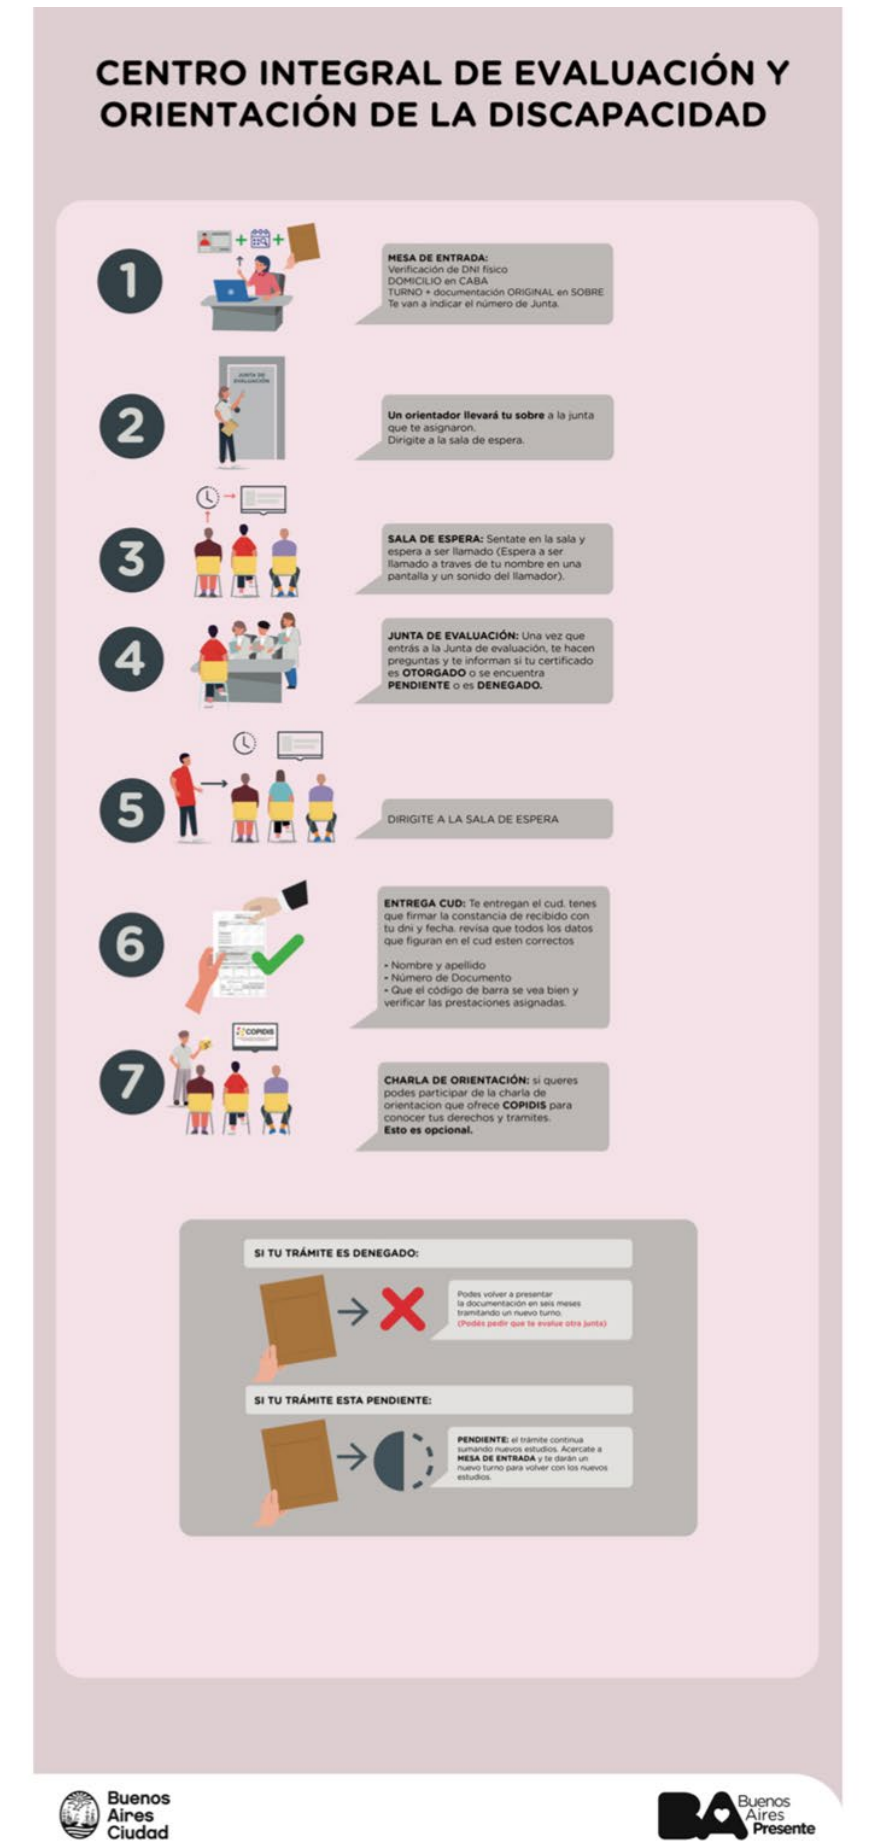 CENTRO INTEGRAL DE EVALUACIÓN Y
ORIENTACIÓN DE LA DISCAPACIDAD
1
MESA DE ENTRADA:
Verificación de DNI físico
DOMICILIO en CABA
TURNO + documentación ORIGINAL en SOBRE
Te van a indicar el número de Junta.
JUNTA DE
EVALUACIÓN
2
Un orientador llevará tu sobre a la junta
que te asignaron.
Dirigite a la sala de espera.
3
SALA DE ESPERA: Sentate en la sala y
espera a ser llamado (Espera a ser
llamado a traves de tu nombre en una
pantalla y un sonido del llamador).
4
JUNTA DE EVALUACIÓN: Una vez que
entrás a la Junta de evaluación, te hacen
preguntas y te informan si tu certificado
es OTORGADO o se encuentra
PENDIENTE o es DENEGADO.
5
DIRIGITE A LA SALA DE ESPERA
6
ENTREGA CUD: Te entregan el cud. tenes
que firmar la constancia de recibido con
tu dni y fecha. revisa que todos los datos
que figuran en el cud esten correctos
- Nombre y apellido
- Número de Documento
- Que el código de barra se vea bien y
verificar las prestaciones asignadas.
COPIDIS
7
CHARLA DE ORIENTACIÓN: si queres
podes participar de la charla de
orientacion que ofrece COPIDIS para
conocer tus derechos y tramites.
Esto es opcional.
SI TU TRÁMITE ES DENEGADO:
Podes volver a presentar
la documentación en seis meses
tramitando un nuevo turno.
(Podés pedir que te evalue otra junta)
SI TU TRÁMITE ESTA PENDIENTE:
PENDIENTE: el trámite continua
sumando nuevos estudios. Acercate a
MESA DE ENTRADA y te darán un
nuevo turno para volver con los nuevos
estudios.
Buenos
Aires
Ciudad
BA
Buenos
Aires
Presente